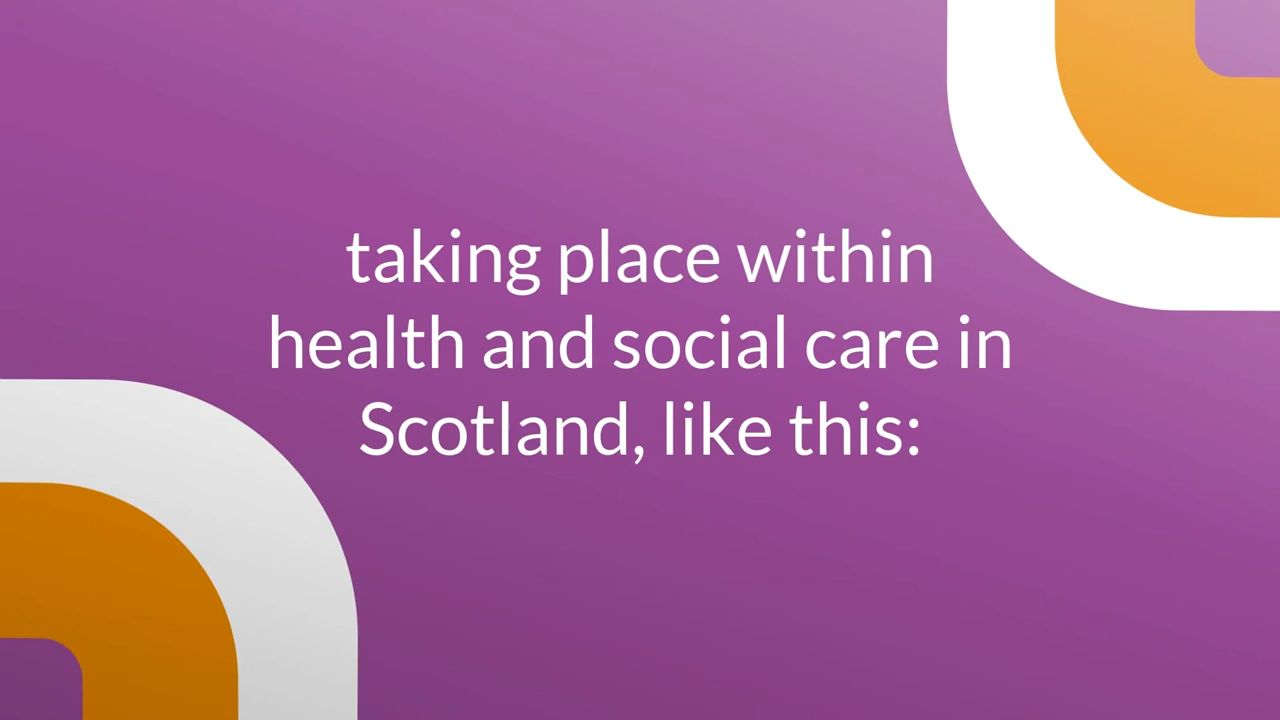 taking place within
health and social care in
Scotland, like this: